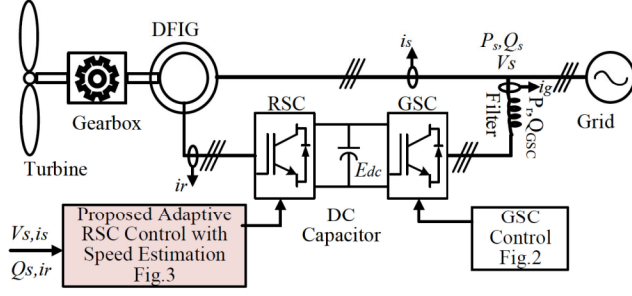 DFIG
is
Ps,Qs
Vs
ig
Pr,QGSC
Filter
Grid
RSC
GSC
Gearbox
Turbine
ir
Edc
DC
Capacitor
Vs,is
Qs,ir
Proposed Adaptive
RSC Control with
Speed Estimation
Fig.3
GSC
Control
Fig.2